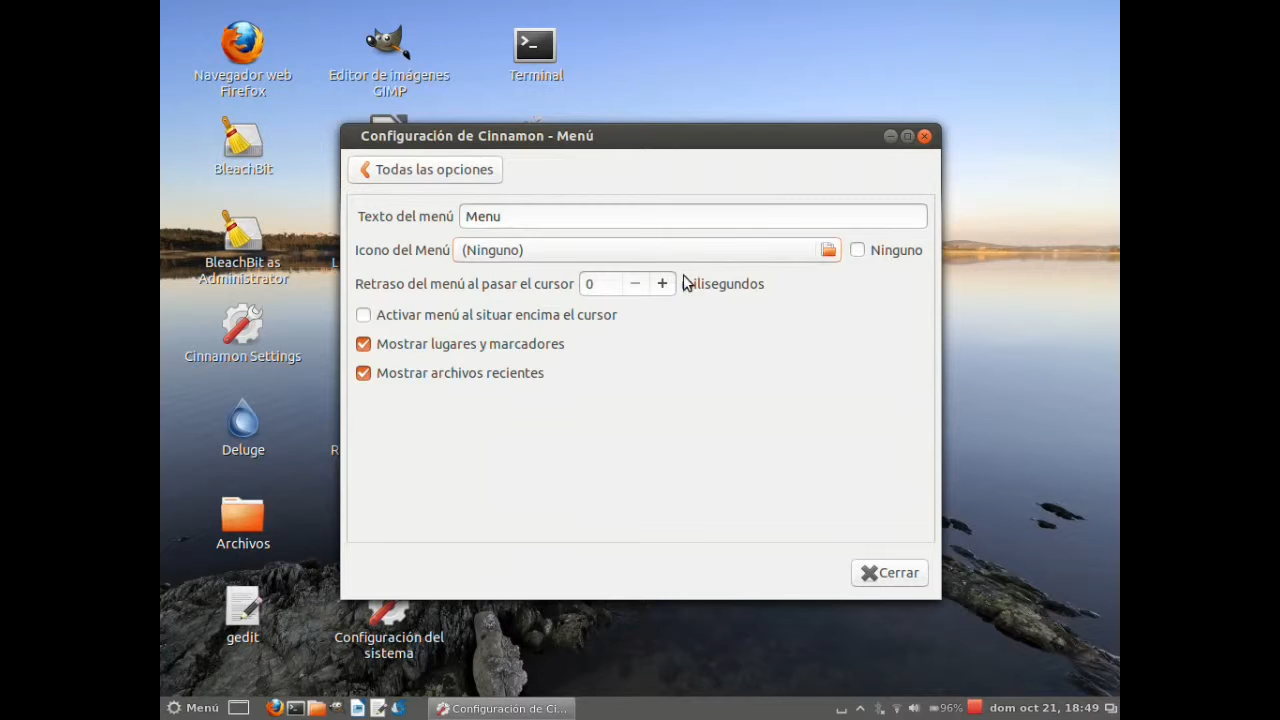 Navegador web
Firefox
Editor de imágenes
GIMP
Terminal
BleachBit
BleachBit as
Administrator
Cinnamon Settings
Deluge
Archivos
gedit
Configuración del
sistema
Configuración de Cinnamon - Menú
Todas las opciones
Texto del menú
Menu
Icono del Menú
(Ninguno)
Ninguno
Retraso del menú al pasar el cursor
0
Activar menú al situar encima el cursor
Mostrar lugares y marcadores
Mostrar archivos recientes
Cerrar
Menú
Configuración de Ci...
96%
dom oct 21, 18:49